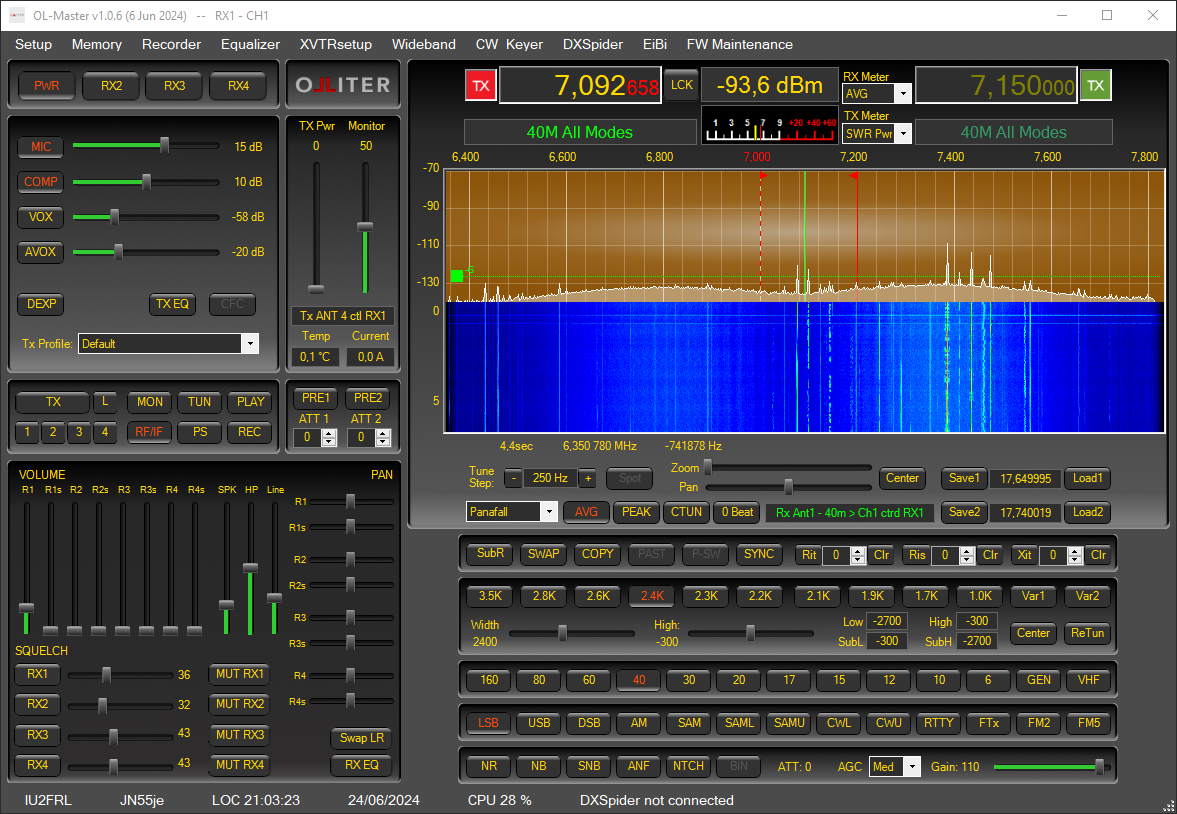 OL-Master v1.0.6 (6 Jun 2024) -- RX1 - CH1
Setup Memory Recorder Equalizer XVTRsetup Wideband CW Keyer DXSpider EiBi FW Maintenance
PWR RX2 RX3 RX4
OLLITER
MIC 15 dB
COMP 10 dB
VOX -58 dB
AVOX -20 dB
DEXP TX EQ CFC
Tx Profile: Default
TX Pwr Monitor
0 50
Tx ANT 4 ctl RX1
Temp Current
0,1 °C 0,0 A
TX L MON TUN PLAY
1 2 3 4 RF/IF PS REC
PRE1 PRE2
ATT 1 ATT 2
0 0
VOLUME PAN
R1 R1s R2 R2s R3 R3s R4 R4s SPK HP Line
R1
R1s
R2
R2s
R3
R3s
R4
R4s
SQUELCH
RX1 36 MUT RX1
RX2 32 MUT RX2
RX3 43 MUT RX3
RX4 43 MUT RX4
Swap LR
RX EQ
TX 7,092 658 LCK -93,6 dBm RX Meter AVG 7,150 000 TX
40M All Modes
1 3 5 7 9 +20 +40 +60
TX Meter
SWR Pwr
40M All Modes
6,400 6,600 6,800 7,000 7,200 7,400 7,600 7,800
-70
-90
-110
-130
-G
0
5
4,4sec 6,350 780 MHz -741878 Hz
Tune Step: - 250 Hz + Spot
Zoom
Pan
Center
Save1 17,649995 Load1
Panafall AVG PEAK CTUN 0 Beat Rx Ant1 - 40m > Ch1 ctrd RX1 Save2 17,740019 Load2
SubR SWAP COPY PAST P-SW SYNC Rit 0 Clr Ris 0 Clr Xit 0 Clr
3.5K 2.8K 2.6K 2.4K 2.3K 2.2K 2.1K 1.9K 1.7K 1.0K Var1 Var2
Width High: Low -2700 High -300
2400 -300 SubL -300 SubH -2700
Center ReTun
160 80 60 40 30 20 17 15 12 10 6 GEN VHF
LSB USB DSB AM SAM SAML SAMU CWL CWU RTTY FTx FM2 FM5
NR NB SNB ANF NTCH BIN ATT: 0 AGC Med Gain: 110
IU2FRL JN55je LOC 21:03:23 24/06/2024 CPU 28 % DXSpider not connected